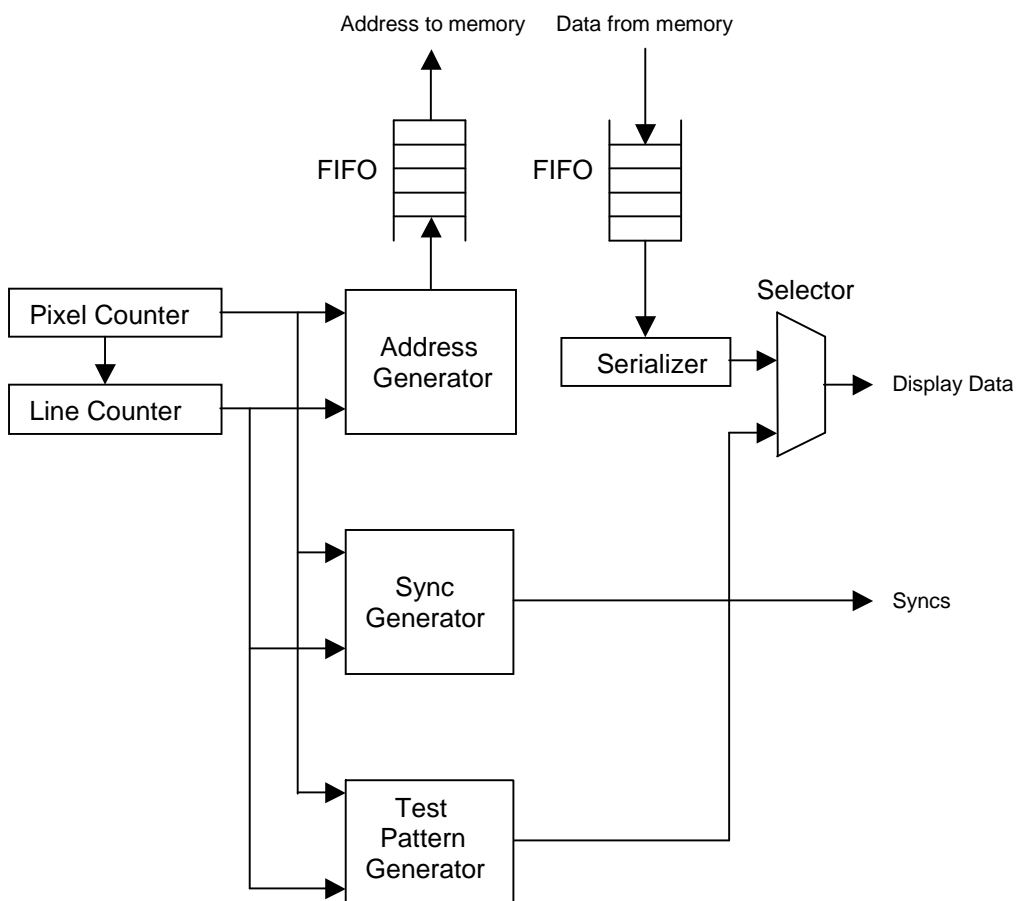 Address to memory
Data from memory
FIFO
FIFO
Pixel Counter
Line Counter
Address
Generator
Serializer
Selector
Display Data
Sync
Generator
Syncs
Test
Pattern
Generator